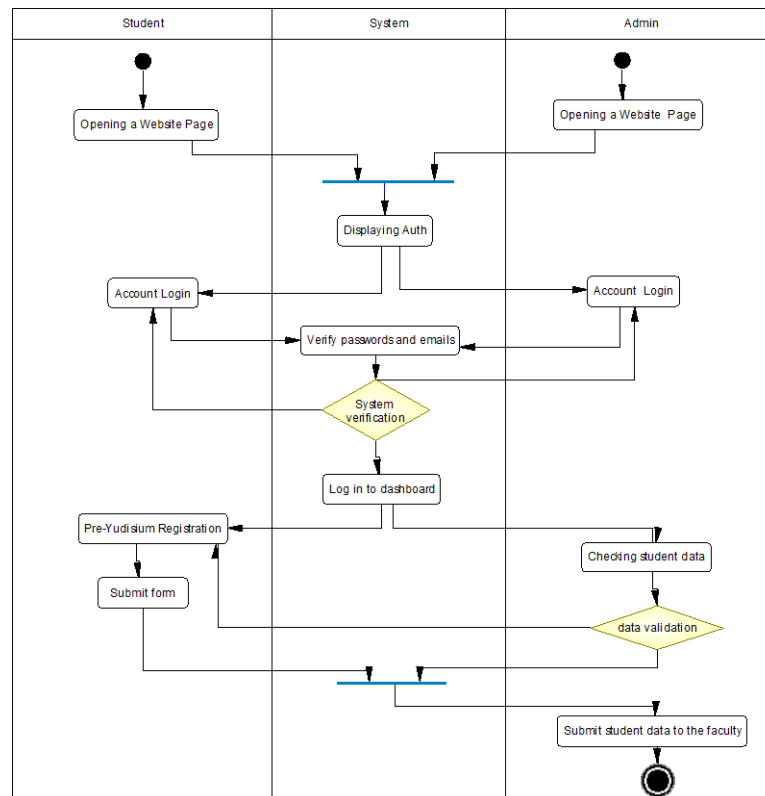 Student
System
Admin
Opening a Website Page
Opening a Website Page
Displaying Auth
Account Login
Account Login
Verify passwords and emails
System
verification
Log in to dashboard
Pre-Yudisium Registration
Checking student data
Submit form
data validation
Submit student data to the faculty